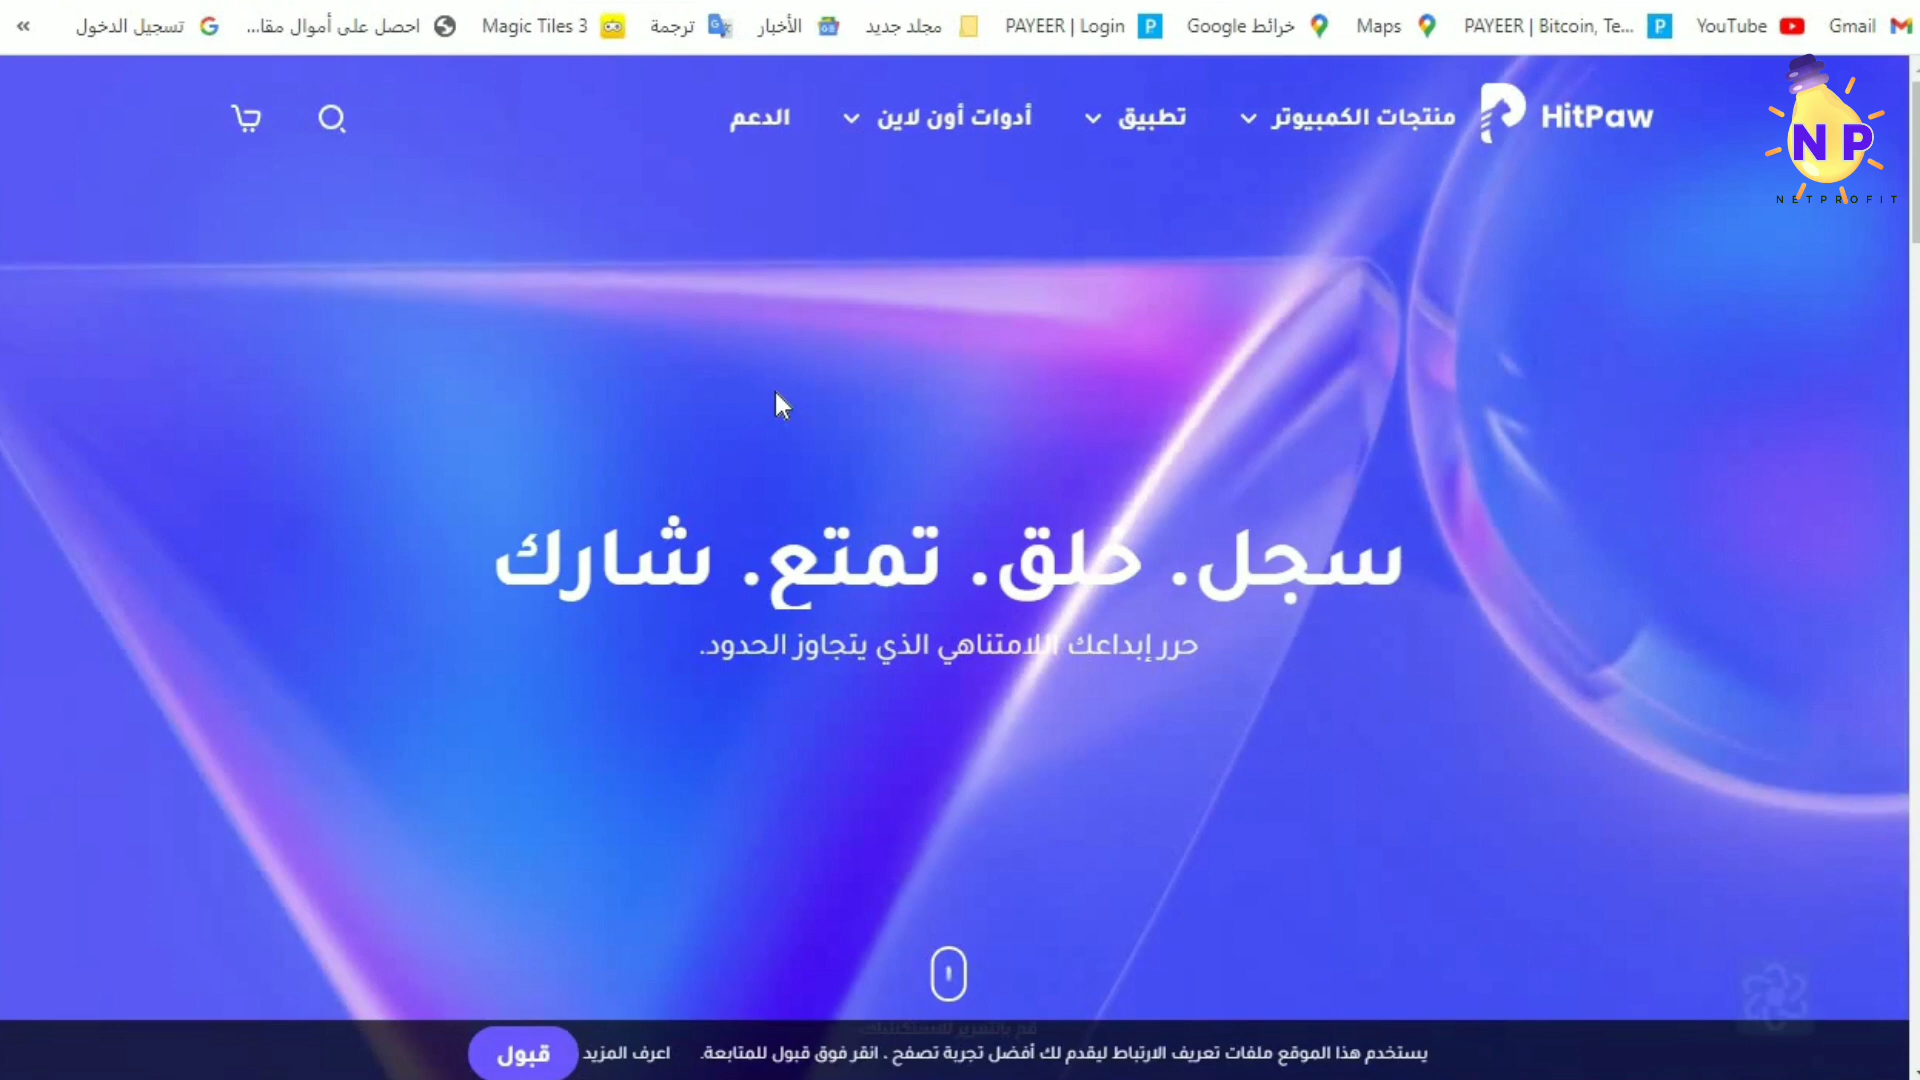 Gmail YouTube PAYEER | Bitcoin, Te... Maps خرائط Google PAYEER | Login مجلد جديد الأخبار ترجمة Magic Tiles 3 احصل على أموال مقا... تسجيل الدخول «
HitPaw منتجات الكمبيوتر تطبيق أدوات أون لاين الدعم
NP
NETPROFIT
سجل. خلق. تمتع. شارك
حرر إبداعك اللامتناهي الذي يتجاوز الحدود.
قم بالتمرير للاستكشاف
يستخدم هذا الموقع ملفات تعريف الارتباط ليقدم لك أفضل تجربة تصفح . انقر فوق قبول للمتابعة. اعرف المزيد قبول